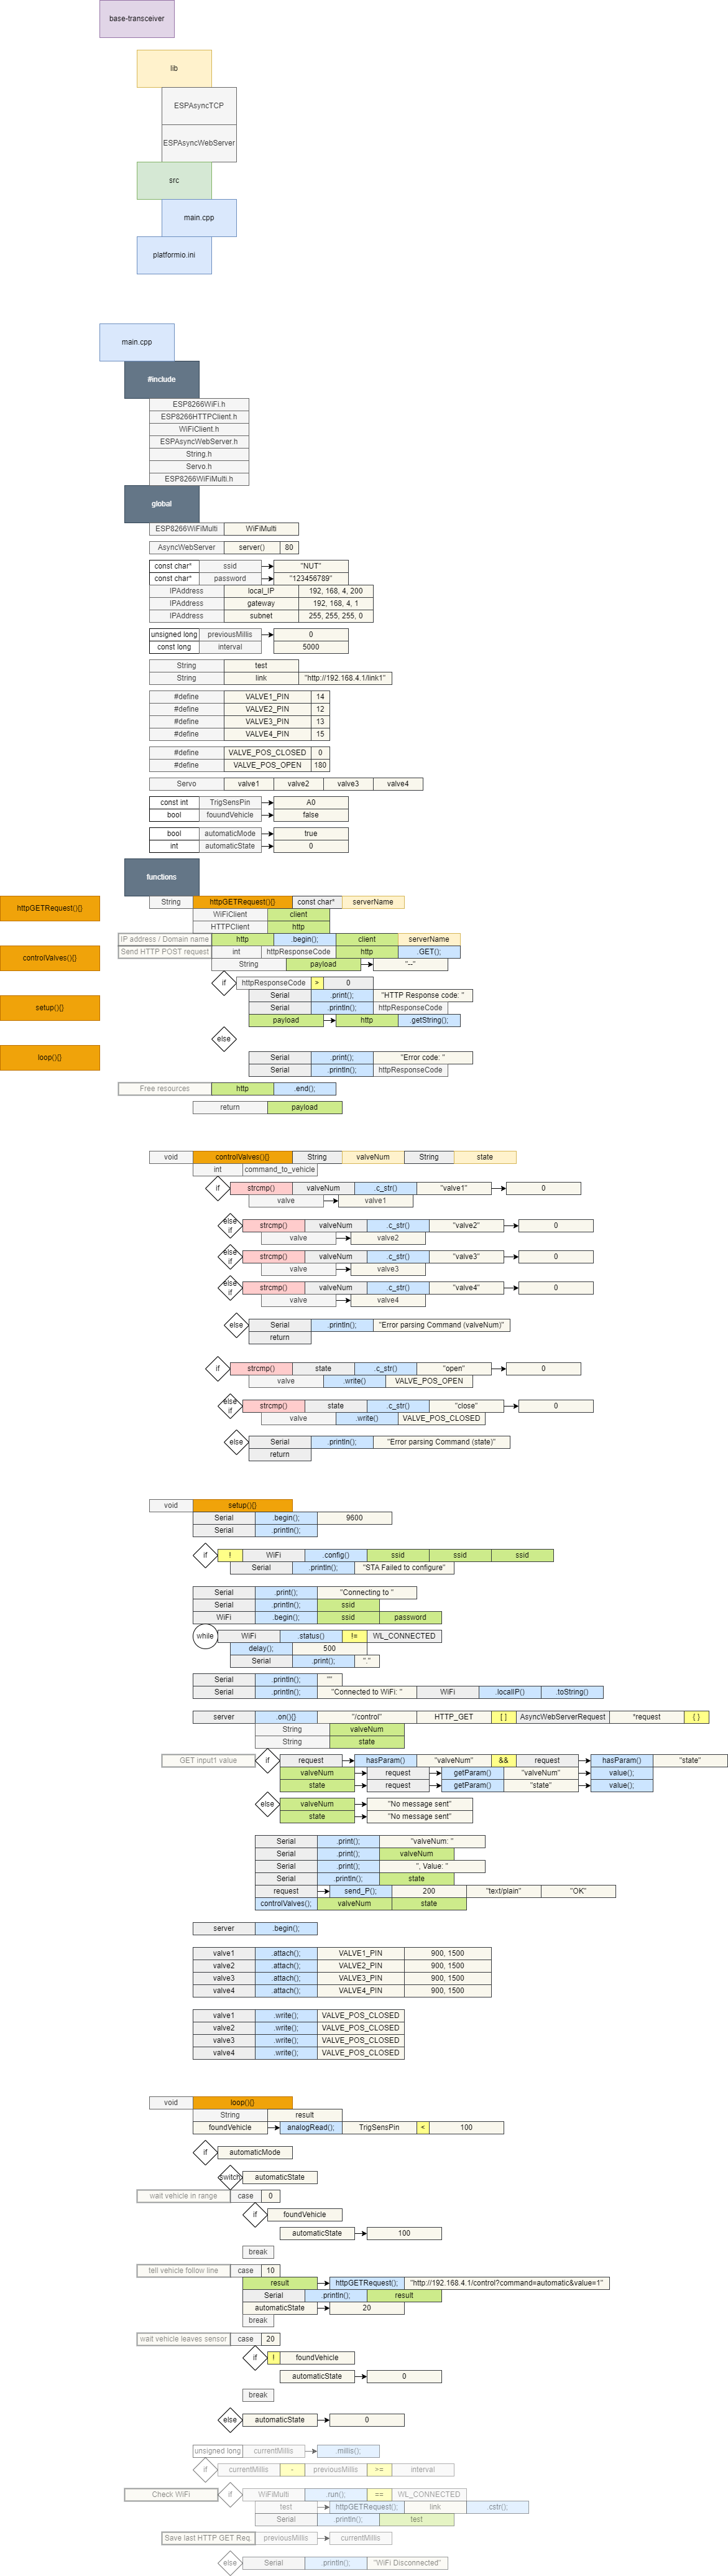 base-transceiver
lib
ESPAsyncTCP
ESPAsyncWebServer
src
main.cpp
platformio.ini
main.cpp
#include
ESP8266WiFi.h
ESP8266HTTPClient.h
WiFiClient.h
ESPAsyncWebServer.h
String.h
Servo.h
ESP8266WiFiMulti.h
global
ESP8266WiFiMulti WiFiMulti
AsyncWebServer server() 80
const char* ssid "NUT"
const char* password "123456789"
IPAddress local_IP 192, 168, 4, 200
IPAddress gateway 192, 168, 4, 1
IPAddress subnet 255, 255, 255, 0
unsigned long previousMillis 0
const long interval 5000
String test
String link "http://192.168.4.1/link1"
#define VALVE1_PIN 14
#define VALVE2_PIN 12
#define VALVE3_PIN 13
#define VALVE4_PIN 15
#define VALVE_POS_CLOSED 0
#define VALVE_POS_OPEN 180
Servo valve1 valve2 valve3 valve4
const int TrigSensPin A0
bool fouundVehicle false
bool automaticMode true
int automaticState 0
functions
httpGETRequest(){}
controlValves(){}
setup(){}
loop(){}
String httpGETRequest(){} const char* serverName
WiFiClient client
HTTPClient http
IP address / Domain name http .begin(); client serverName
Send HTTP POST request int httpResponseCode http .GET();
String payload "--"
if httpResponseCode > 0
Serial .print(); "HTTP Response code: "
Serial .println(); httpResponseCode
payload http .getString();
else
Serial .print(); "Error code: "
Serial .println(); httpResponseCode
Free resources http .end();
return payload
void controlValves(){} String valveNum String state
int command_to_vehicle
if strcmp() valveNum .c_str() "valve1" 0
valve valve1
else if strcmp() valveNum .c_str() "valve2" 0
valve valve2
else if strcmp() valveNum .c_str() "valve3" 0
valve valve3
else if strcmp() valveNum .c_str() "valve4" 0
valve valve4
else Serial .println(); "Error parsing Command (valveNum)"
return
if strcmp() state .c_str() "open" 0
valve .write() VALVE_POS_OPEN
else if strcmp() state .c_str() "close" 0
valve .write() VALVE_POS_CLOSED
else Serial .println(); "Error parsing Command (state)"
return
void setup(){}
Serial .begin(); 9600
Serial .println();
if ! WiFi .config() ssid ssid ssid
Serial .println(); "STA Failed to configure"
Serial .print(); "Connecting to "
Serial .println(); ssid
WiFi .begin(); ssid password
while WiFi .status() != WL_CONNECTED
delay(); 500
Serial .print(); "."
Serial .println(); ""
Serial .println(); "Connected to WiFi: " WiFi .localIP() .toString()
server .on(){} "/control" HTTP_GET [ ] AsyncWebServerRequest *request ( )
String valveNum
String state
GET input1 value if request hasParam() "valveNum" && request hasParam() "state"
valveNum request getParam() "valveNum" value();
state request getParam() "state" value();
else valveNum "No message sent"
state "No message sent"
Serial .print(); "valveNum: "
Serial .print(); valveNum
Serial .print(); ", Value: "
Serial .println(); state
request send_P(); 200 "text/plain" "OK"
controlValves(); valveNum state
server .begin();
valve1 .attach(); VALVE1_PIN 900, 1500
valve2 .attach(); VALVE2_PIN 900, 1500
valve3 .attach(); VALVE3_PIN 900, 1500
valve4 .attach(); VALVE4_PIN 900, 1500
valve1 .write(); VALVE_POS_CLOSED
valve2 .write(); VALVE_POS_CLOSED
valve3 .write(); VALVE_POS_CLOSED
valve4 .write(); VALVE_POS_CLOSED
void loop(){}
String result
foundVehicle analogRead(); TrigSensPin < 100
if automaticMode
switch automaticState
wait vehicle in range case 0
if foundVehicle
automaticState 100
break
tell vehicle follow line case 10
result httpGETRequest(); "http://192.168.4.1/control?command=automatic&value=1"
Serial .println(); result
automaticState 20
break
wait vehicle leaves sensor case 20
if ! foundVehicle
automaticState 0
break
else automaticState 0
unsigned long currentMillis .millis();
if currentMillis - previousMillis >= interval
Check WiFi if WiFiMulti .run(); == WL_CONNECTED
test httpGETRequest(); link .cstr();
Serial .println(); test
Save last HTTP GET Req. previousMillis currentMillis
else Serial .println(); "WiFi Disconnected"